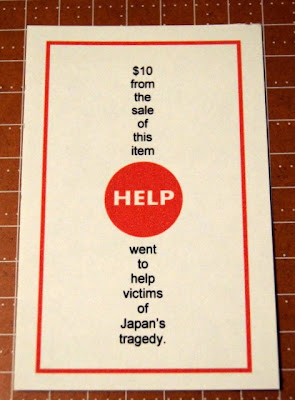 $10
from
the
sale
of
this
item
HELP
went
to
help
victims
of
Japan's
tragedy.